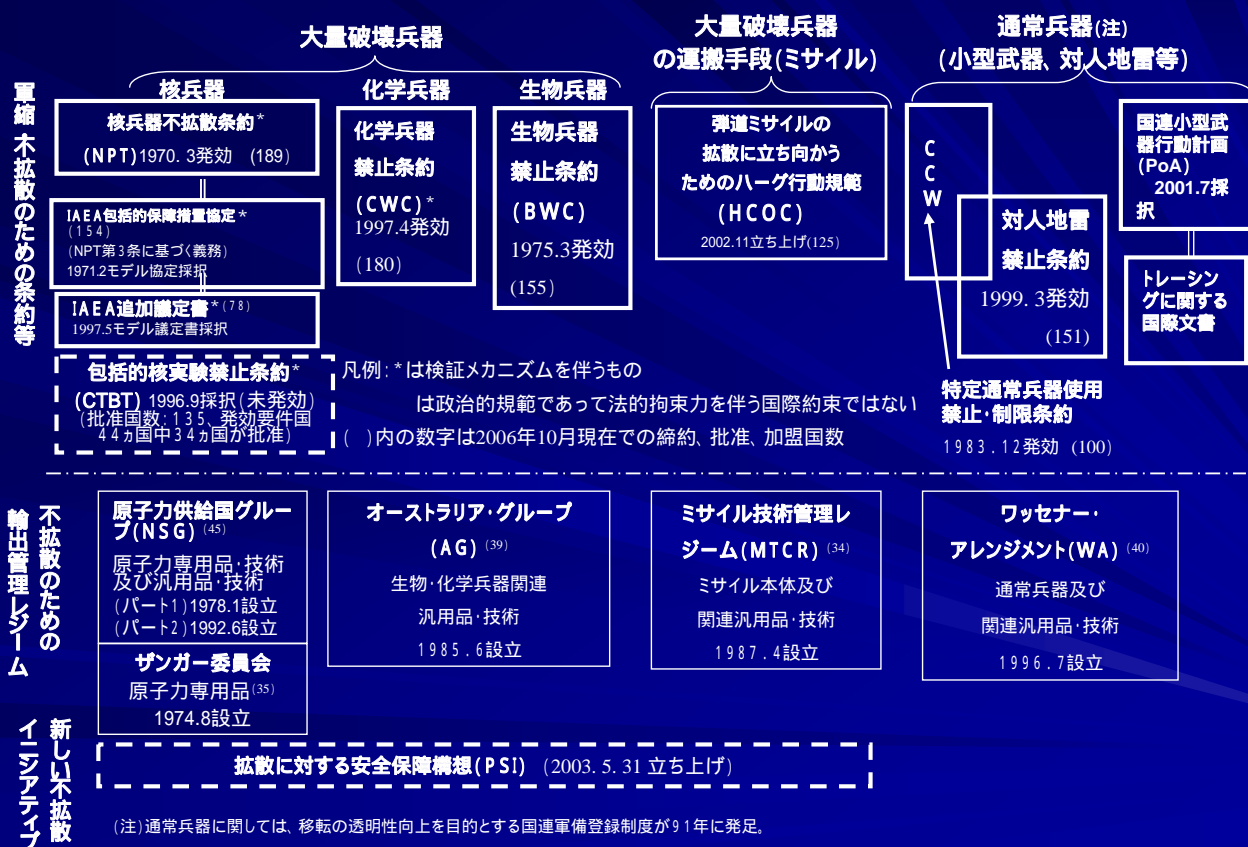 大量破壊兵器
大量破壊兵器
の運搬手段(ミサイル)
通常兵器(注)
(小型武器、対人地雷等)
軍縮 不拡散のための条約等
核兵器
化学兵器
生物兵器
核兵器不拡散条約*
(NPT)1970. 3発効 (189)
IAEA包括的保障措置協定*
(154)
(NPT第3条に基づく義務)
1971.2モデル協定採択
IAEA追加議定書*(78)
1997.5モデル議定書採択
包括的核実験禁止条約*
(CTBT) 1996.9採択(未発効)
(批准国数:135、発効要件国
44ヵ国中34ヵ国が批准)
化学兵器
禁止条約
(CWC)*
1997.4発効
(180)
生物兵器
禁止条約
(BWC)
1975.3発効
(155)
弾道ミサイルの
拡散に立ち向かう
ためのハーグ行動規範
(HCOC)
2002.11立ち上げ(125)
CCW
対人地雷
禁止条約
1999. 3発効
(151)
国連小型武
器行動計画
(PoA)
2001.7採
択
トレーシン
グに関する
国際文書
特定通常兵器使用
禁止・制限条約
1983.12発効 (100)
凡例:*は検証メカニズムを伴うもの
は政治的規範であって法的拘束力を伴う国際約束ではない
( )内の数字は2006年10月現在での締約、批准、加盟国数
不拡散のための
輸出管理レジーム
原子力供給国グルー
プ(NSG) (45)
原子力専用品・技術
及び汎用品・技術
(パート1)1978.1設立
(パート2)1992.6設立
ザンガー委員会
原子力専用品(35)
1974.8設立
オーストラリア・グループ
(AG) (39)
生物・化学兵器関連
汎用品・技術
1985.6設立
ミサイル技術管理レ
ジーム(MTCR) (34)
ミサイル本体及び
関連汎用品・技術
1987.4設立
ワッセナー・
アレンジメント(WA) (40)
通常兵器及び
関連汎用品・技術
1996.7設立
新しい不拡散
イニシアティブ
拡散に対する安全保障構想(PSI) (2003. 5. 31 立ち上げ)
(注)通常兵器に関しては、移転の透明性向上を目的とする国連軍備登録制度が91年に発足。